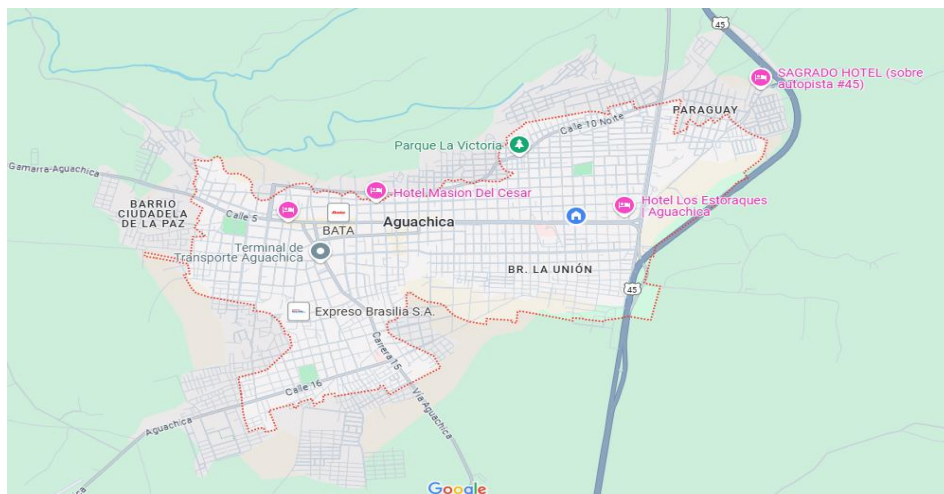 45
SAGRADO HOTEL (sobre
autopista #45)
PARAGUAY
Calle 10 Norte
Parque La Victoria
Gamarra-Aguachica
Hotel Masion Del Cesar
Hotel Los Estoraques
Aguachica
BARRIO
CIUDADELA
DE LA PAZ
Calle 5
BATA
Aguachica
Terminal de
Transporte Aguachica
BR. LA UNIÓN
45
Expreso Brasilia S.A.
Carrera 15
Calle 16
Aguachica
Vía Aguachica
Google